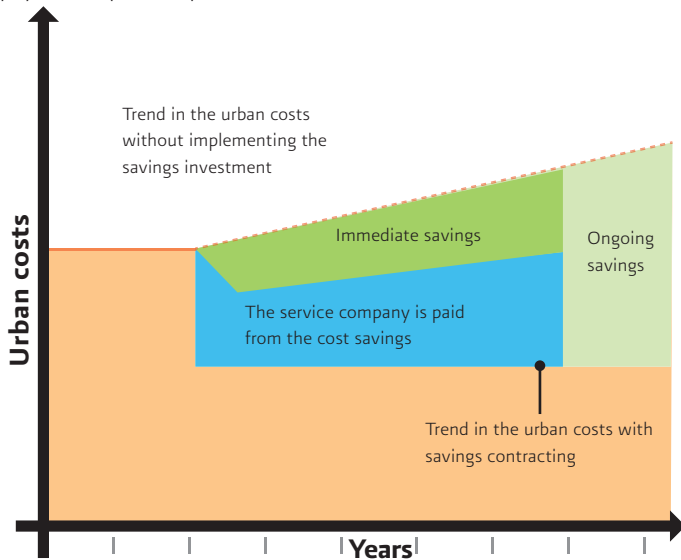 Trend in the urban costs
without implementing the
savings investment
Urban costs
Immediate savings
Ongoing
savings
The service company is paid
from the cost savings
Trend in the urban costs with
savings contracting
Years